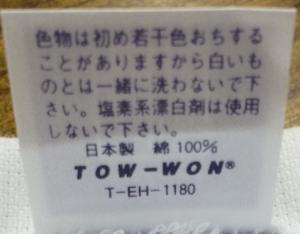 色物は初め若干色おちする
ことがありますから白いも
のとは一緒に洗わないで下
さい。塩素系漂白剤は使用
しないで下さい。
日本製 綿 100%
TOW-WON®
T-EH-1180